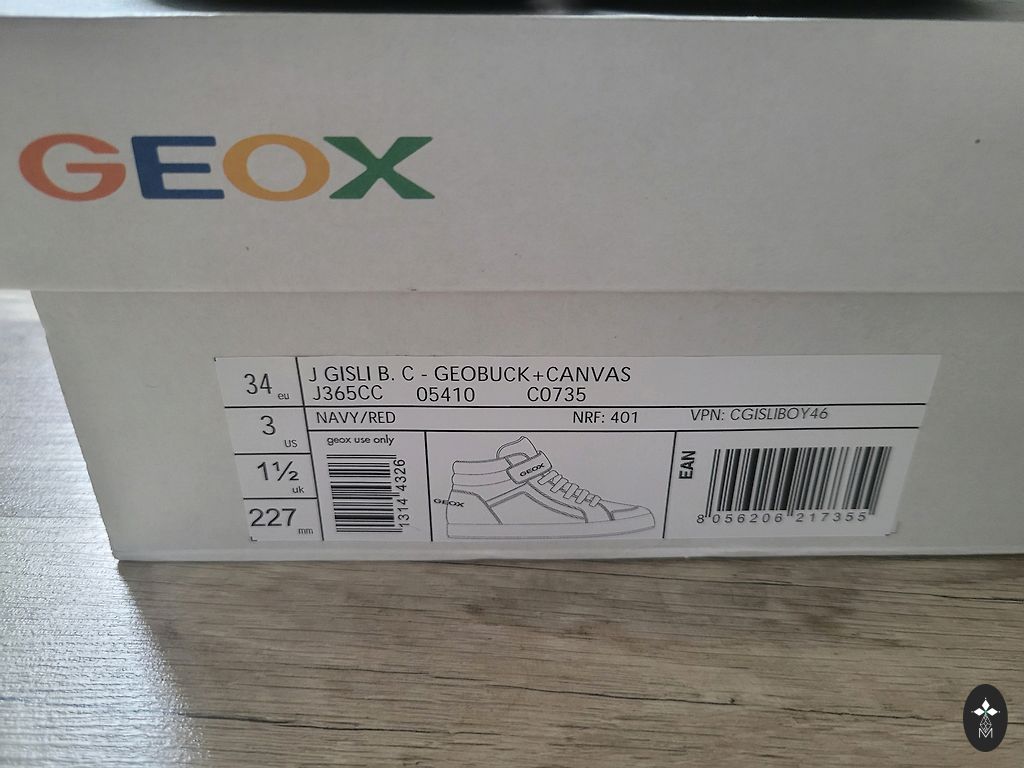 GEOX
34 eu
J GISLI B. C - GEOBUCK+CANVAS
J365CC 05410 C0735
3 US
NAVY/RED NRF: 401 VPN: CGISLIBOY46
1½ uk
227 mm
geox use only
1314 4326
GEOX
GEOX
EAN
8 056206 217355
M